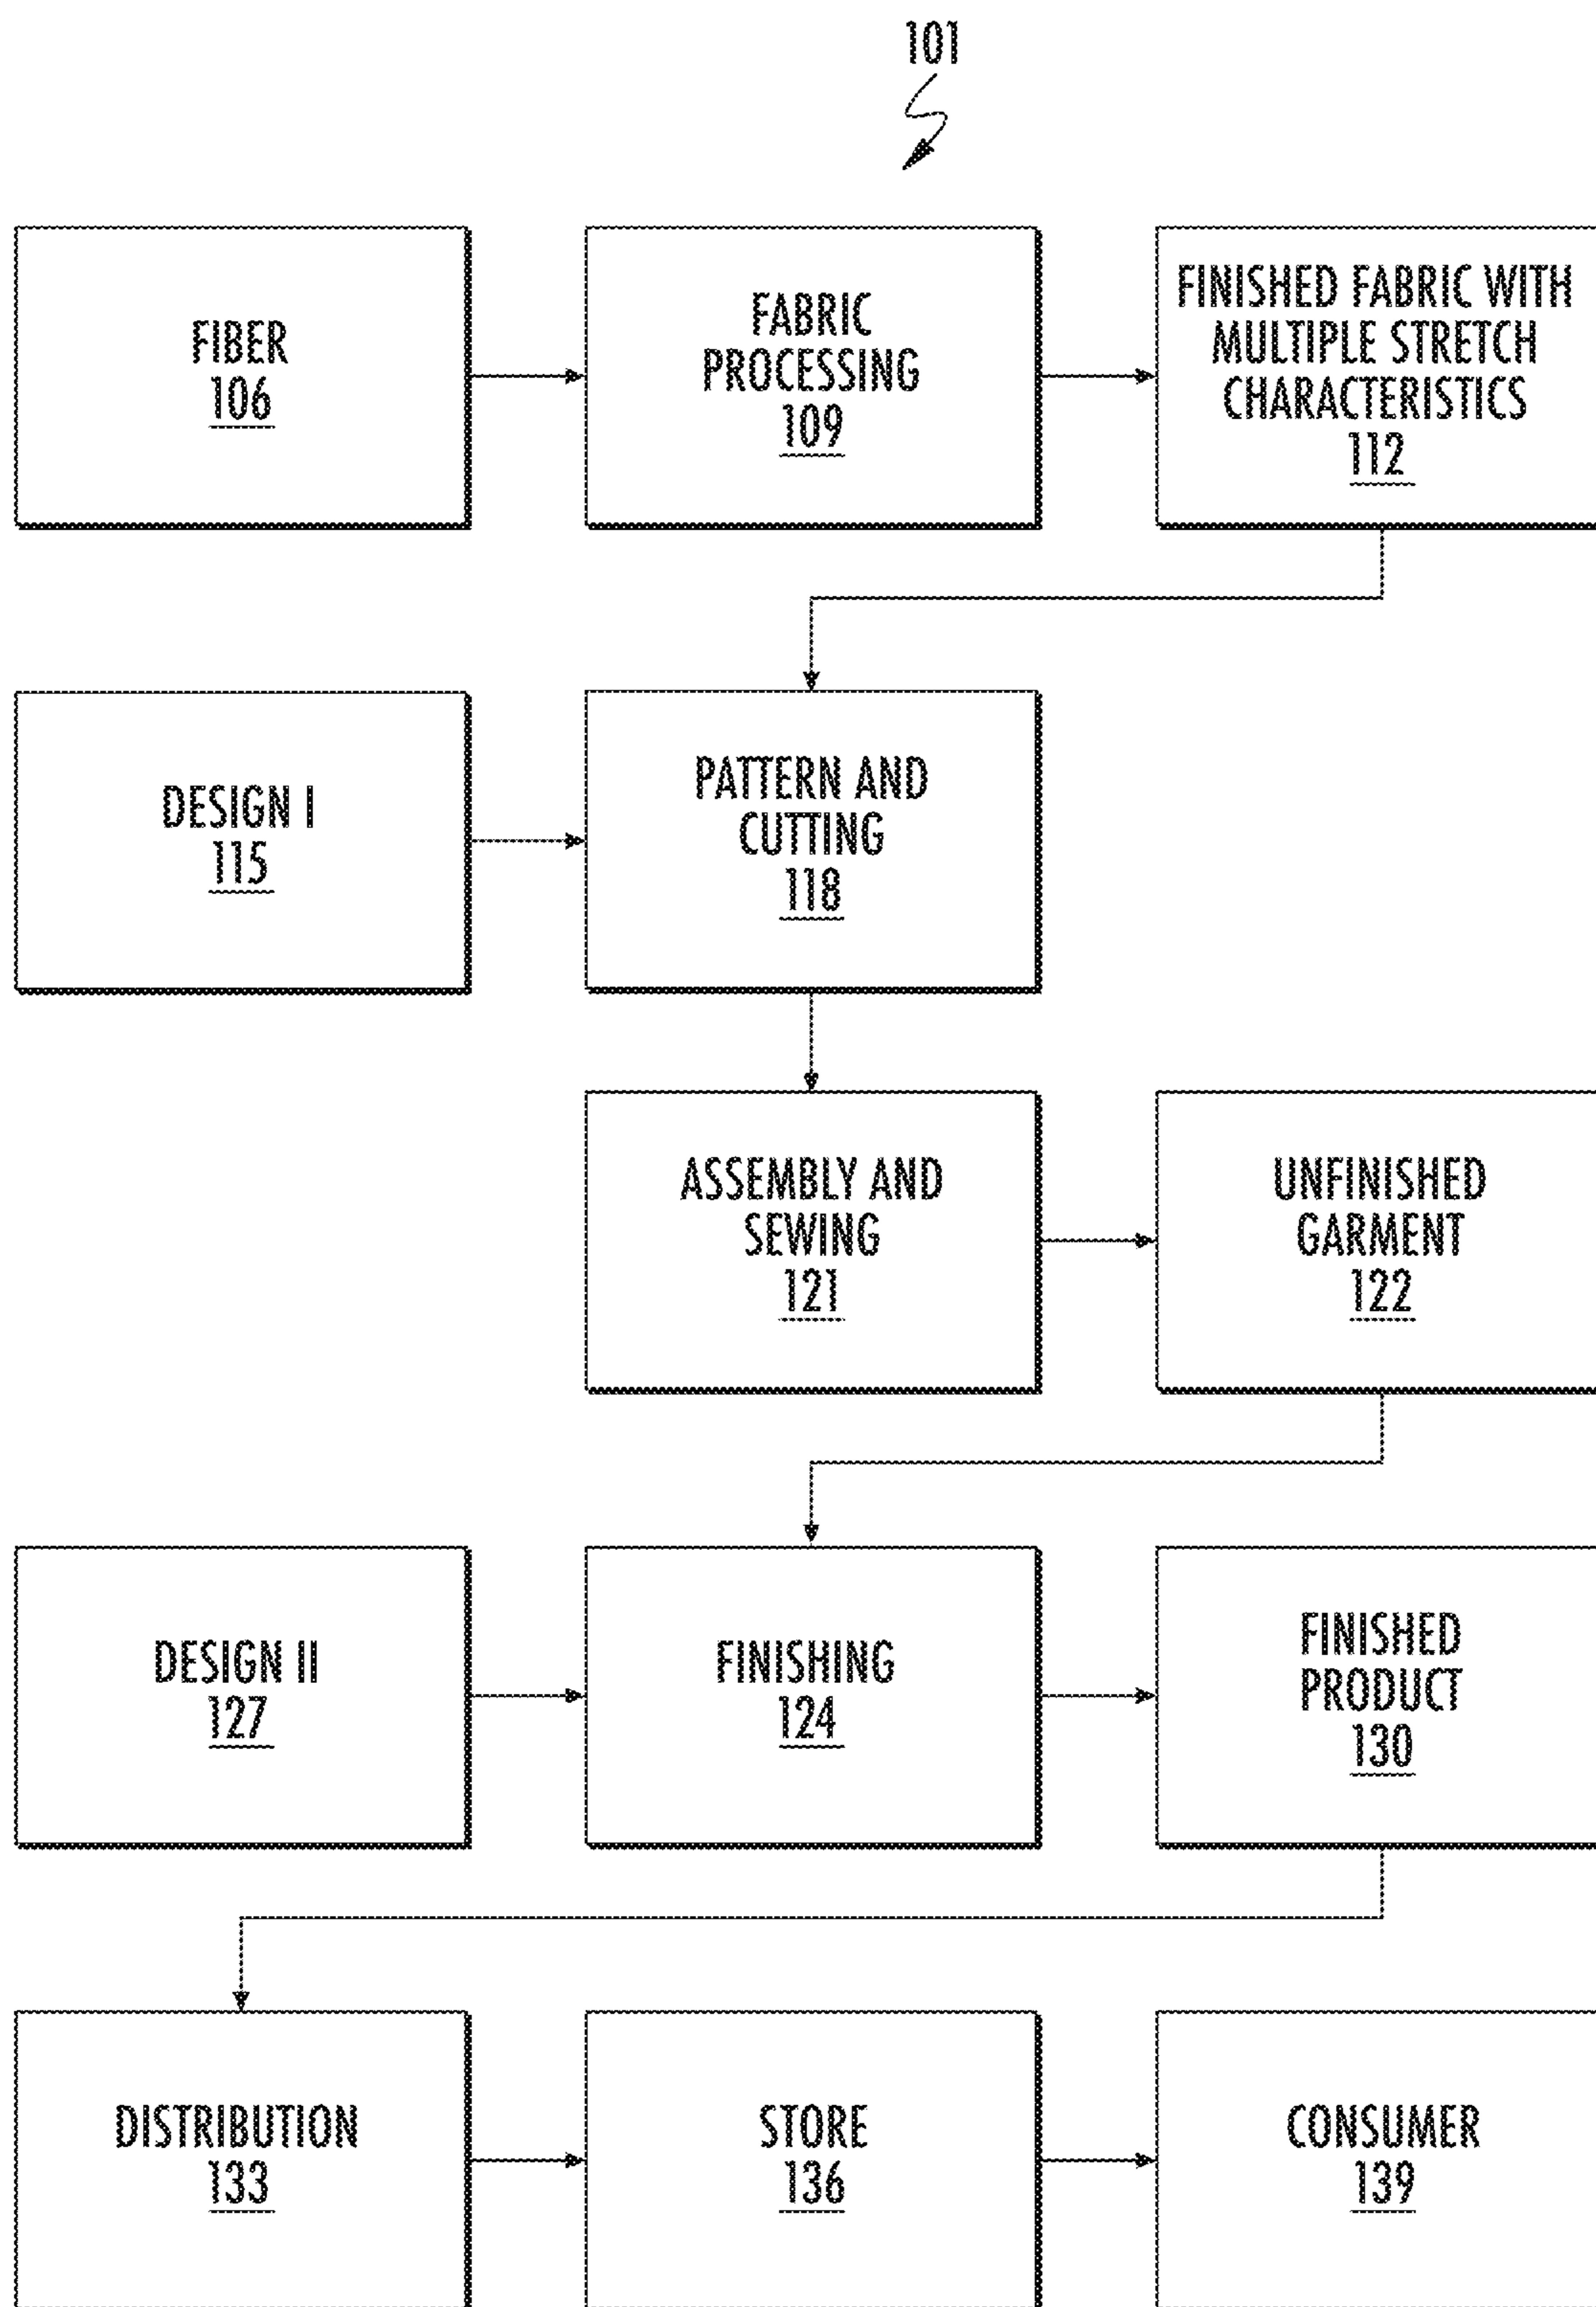 101
FIBER
106
FABRIC
PROCESSING
109
FINISHED FABRIC WITH
MULTIPLE STRETCH
CHARACTERISTICS
112
DESIGN I
115
PATTERN AND
CUTTING
118
ASSEMBLY AND
SEWING
121
UNFINISHED
GARMENT
122
DESIGN II
127
FINISHING
124
FINISHED
PRODUCT
130
DISTRIBUTION
133
STORE
136
CONSUMER
139